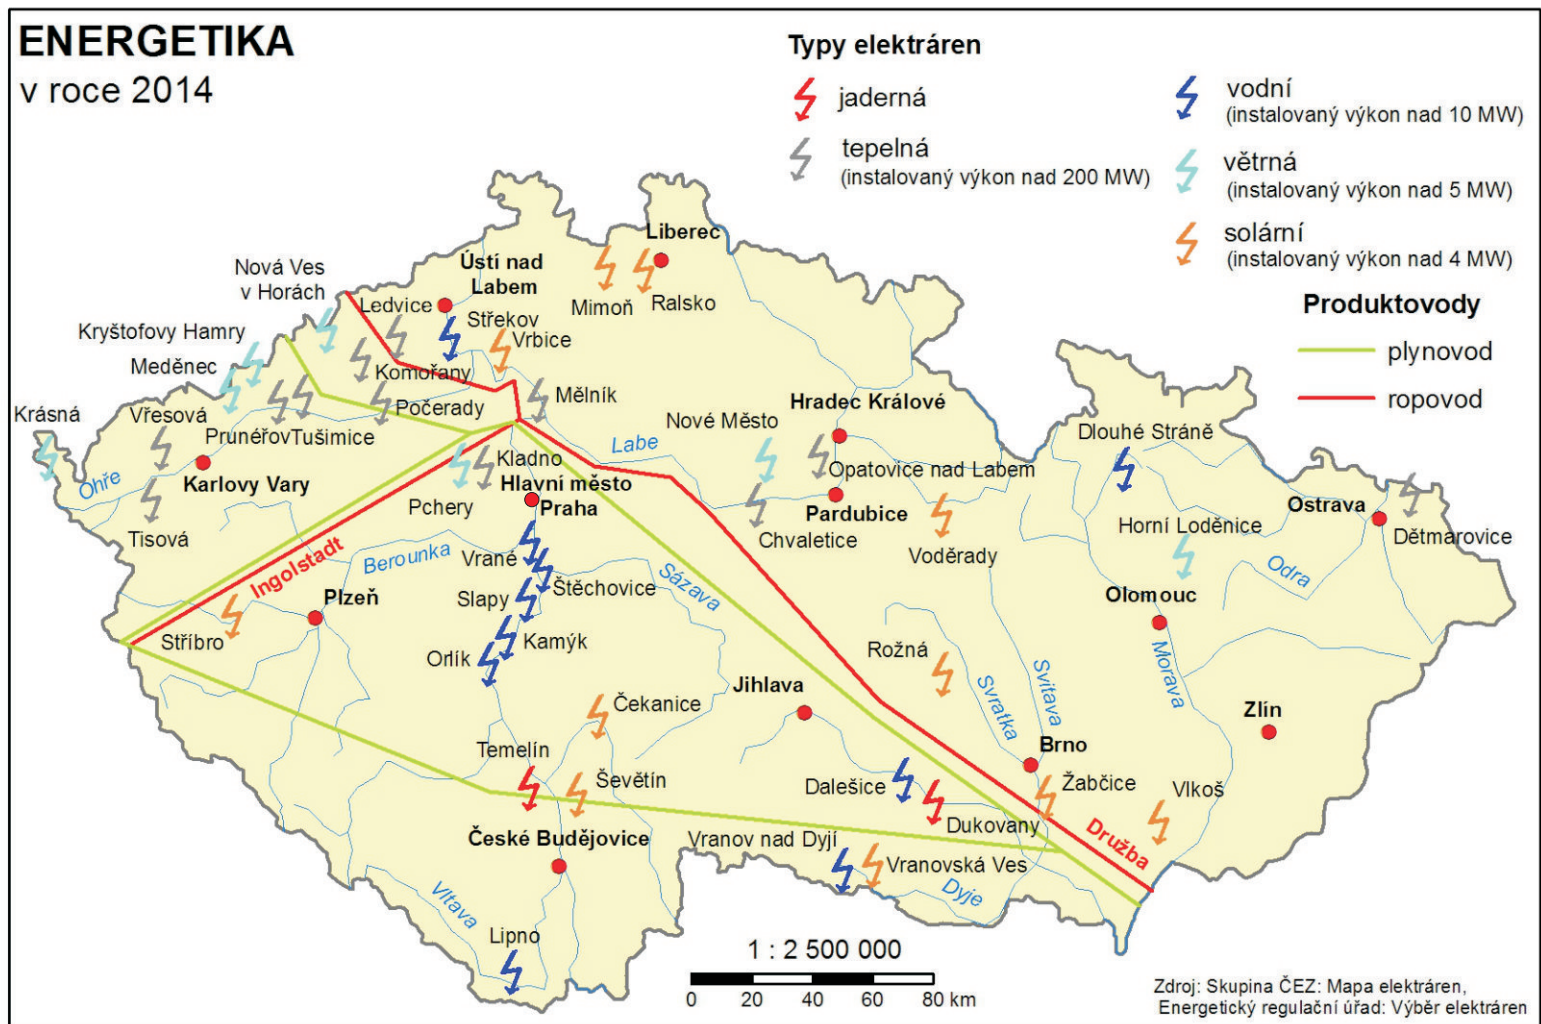 ENERGETIKA
v roce 2014
Typy elektráren
jaderná
tepelná
(instalovaný výkon nad 200 MW)
vodní
(instalovaný výkon nad 10 MW)
větrná
(instalovaný výkon nad 5 MW)
solární
(instalovaný výkon nad 4 MW)
Produktovody
plynovod
ropovod
Liberec
Ústí nad
Labem
Nová Ves
v Horách
Ledvice
Střekov
Mimoň
Ralsko
Kryštofovy Hamry
Vrbice
Meděnec
Komořany
Krásná
Vřesová
Počerady
Mělník
Prunéřov
Tušimice
Nové Město
Hradec Králové
Labe
Dlouhé Stráně
Kladno
Opatovice nad Labem
Ohře
Karlovy Vary
Hlavní město
Praha
Pchery
Pardubice
Ostrava
Tisová
Chvaletice
Voděrady
Horní Loděnice
Dětmarovice
Ingolstadt
Berounka
Vrané
Štěchovice
Sázava
Odra
Plzeň
Slapy
Olomouc
Stříbro
Kamýk
Orlík
Rožná
Svratka
Svitava
Morava
Jihlava
Čekanice
Zlín
Temelín
Brno
Ševětín
Dalešice
Žabčice
Vlkoš
Dukovany
Družba
České Budějovice
Vranov nad Dyjí
Vranovská Ves
Dyje
Vltava
Lipno
1 : 2 500 000
0 20 40 60 80 km
Zdroj: Skupina ČEZ: Mapa elektráren,
Energetický regulační úřad: Výběr elektráren